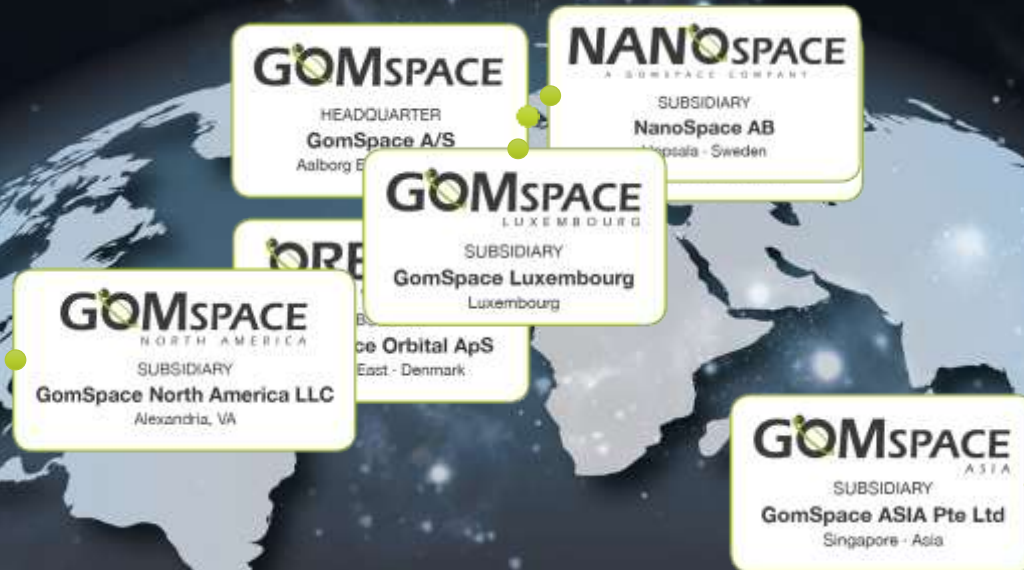 GOMSPACE
HEADQUARTER
GomSpace A/S
Aalborg
NANOSPACE
A GOMSPACE COMPANY
SUBSIDIARY
NanoSpace AB
Sweden
GOMSPACE
LUXEMBOURG
SUBSIDIARY
GomSpace Luxembourg
Luxembourg
Orbital ApS
East - Denmark
GOMSPACE
NORTH AMERICA
SUBSIDIARY
GomSpace North America LLC
Alexandria, VA
GOMSPACE
ASIA
SUBSIDIARY
GomSpace ASIA Pte Ltd
Singapore - Asia